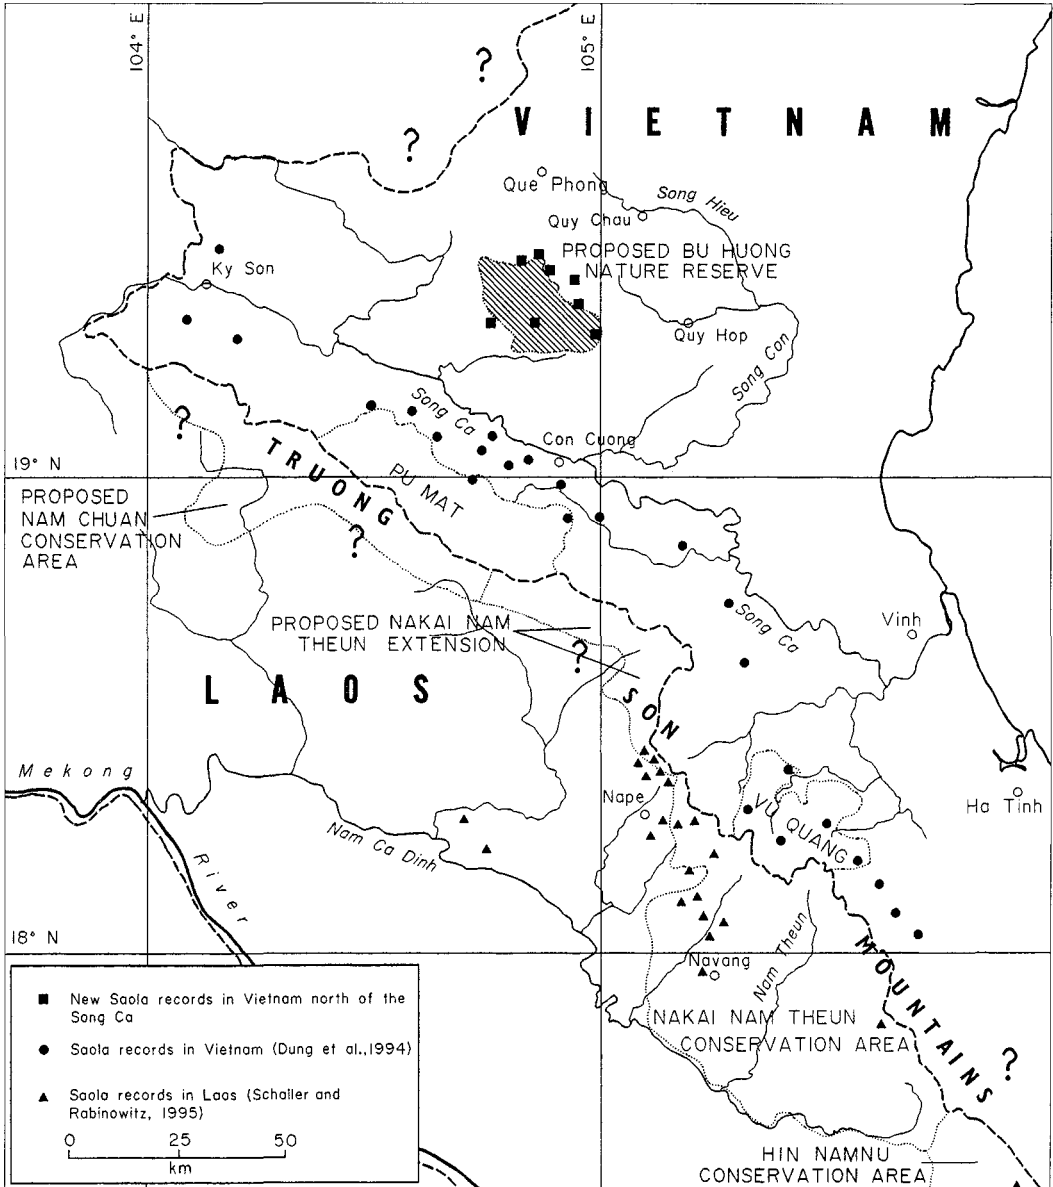 104° E
105° E
?
?
VIETNAM
Que Phong
Song Hieu
Quy Chau
PROPOSED BU HUONG
NATURE RESERVE
Ky Son
Quy Hop
Song Con
?
Song Ca
Con Cuong
19° N
TRUONG
PU MAT
PROPOSED
NAM CHUAN
CONSERVATION
AREA
?
PROPOSED NAKAI NAM
THEUN EXTENSION
Song Ca
Vinh
?
LAOS
SON
Mekong
River
Nape
VU
QUANG
Ha Tinh
Nam Ca Dinh
18° N
MOUNTAINS
Navang
Nam Theun
NAKAI NAM THEUN
CONSERVATION AREA
?
HIN NAMNU
CONSERVATION AREA
New Saola records in Vietnam north of the
Song Ca
Saola records in Vietnam (Dung et al.,1994)
Saola records in Laos (Schaller and
Rabinowitz, 1995)
0 25 50
km